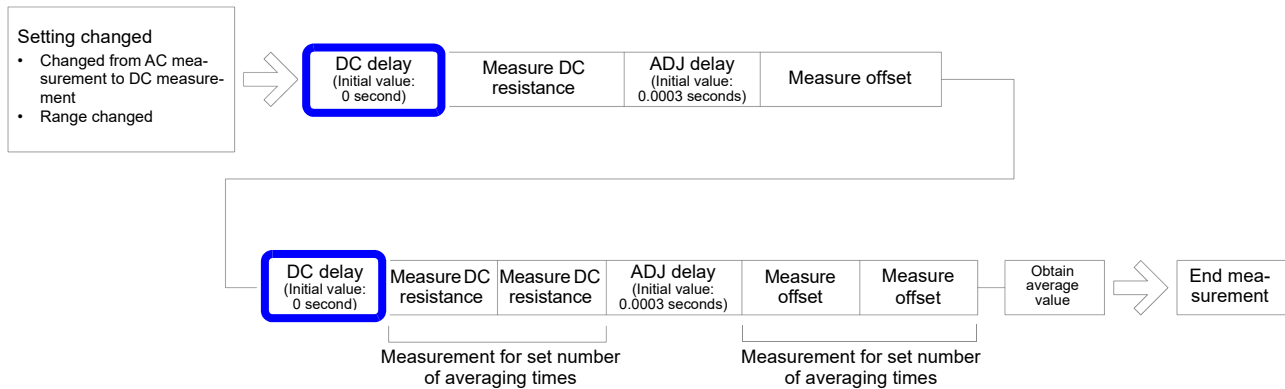 Setting changed
• Changed from AC mea-
surement to DC measure-
ment
• Range changed
DC delay
(Initial value:
0 second)
Measure DC
resistance
ADJ delay
(Initial value:
0.0003 seconds)
Measure offset
DC delay
(Initial value:
0 second)
Measure DC
resistance
Measure DC
resistance
ADJ delay
(Initial value:
0.0003 seconds)
Measure
offset
Measure
offset
Obtain
average
value
End mea-
surement
Measurement for set number
of averaging times
Measurement for set number
of averaging times